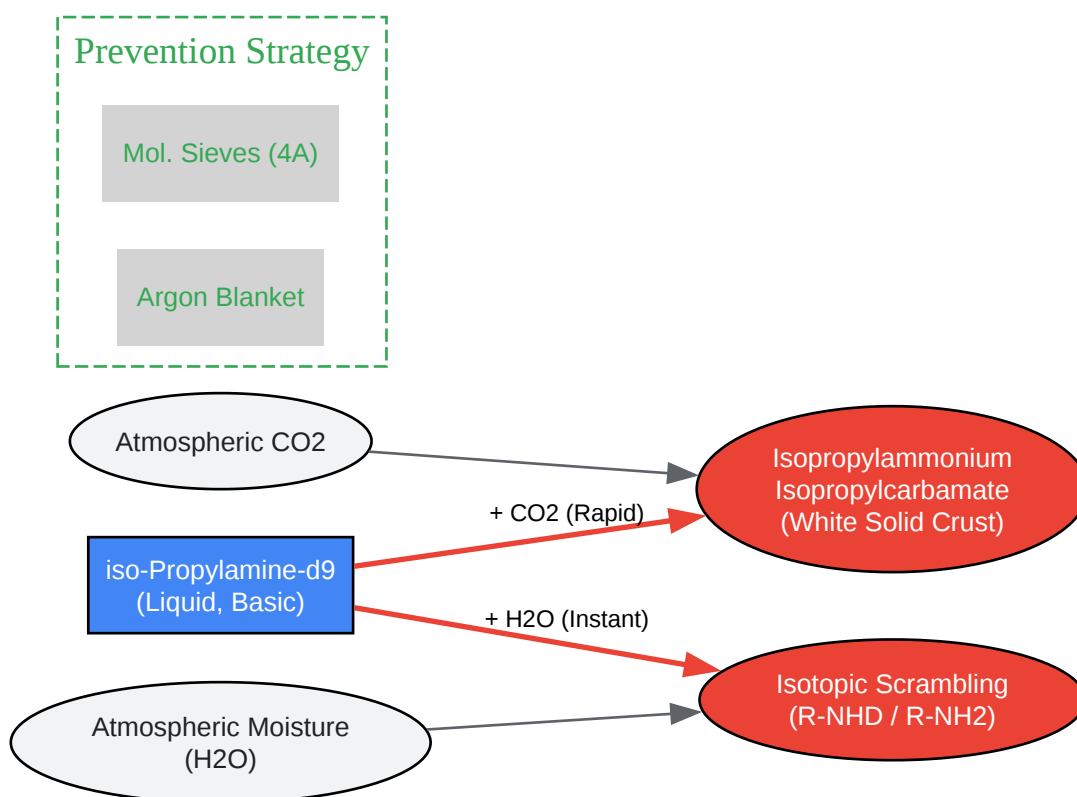 Prevention Strategy
Mol. Sieves (4A)
Argon Blanket
Atmospheric CO2
Isopropylammonium
Isopropylcarbamate
(White Solid Crust)
+ CO2 (Rapid)
iso-Propylamine-d9
(Liquid, Basic)
+ H2O (Instant)
Isotopic Scrambling
(R-NHD / R-NH2)
Atmospheric Moisture
(H2O)